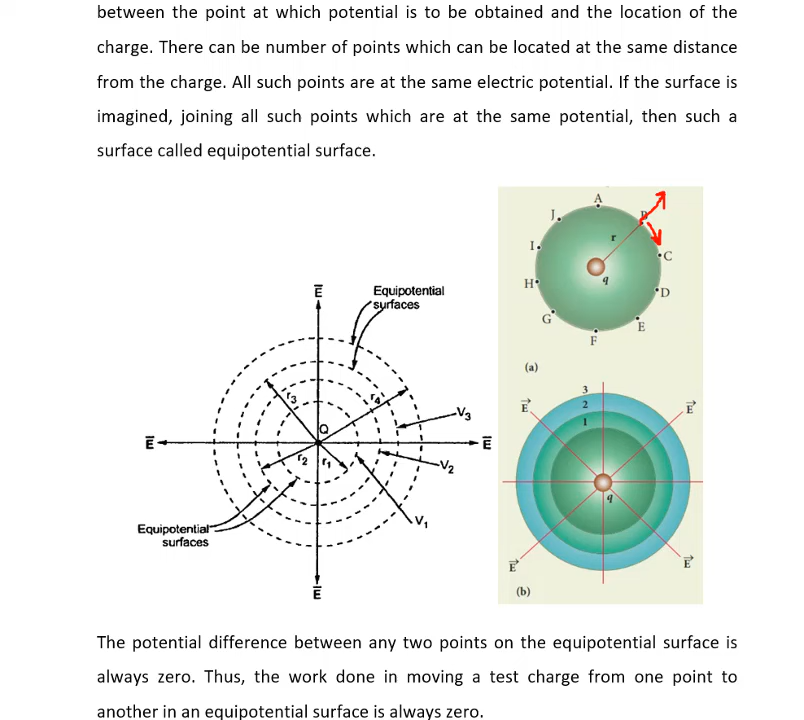 between the point at which potential is to be obtained and the location of the
charge. There can be number of points which can be located at the same distance
from the charge. All such points are at the same electric potential. If the surface is
imagined, joining all such points which are at the same potential, then such a
surface called equipotential surface.
A
J
r
I
C
q
H
D
G
E
F
(a)
E
Equipotential
surfaces
r3
r4
3
2
1
E
E
V3
Q
E
E
r2
r1
V2
q
V1
Equipotential
surfaces
E
E
E
(b)
The potential difference between any two points on the equipotential surface is
always zero. Thus, the work done in moving a test charge from one point to
another in an equipotential surface is always zero.